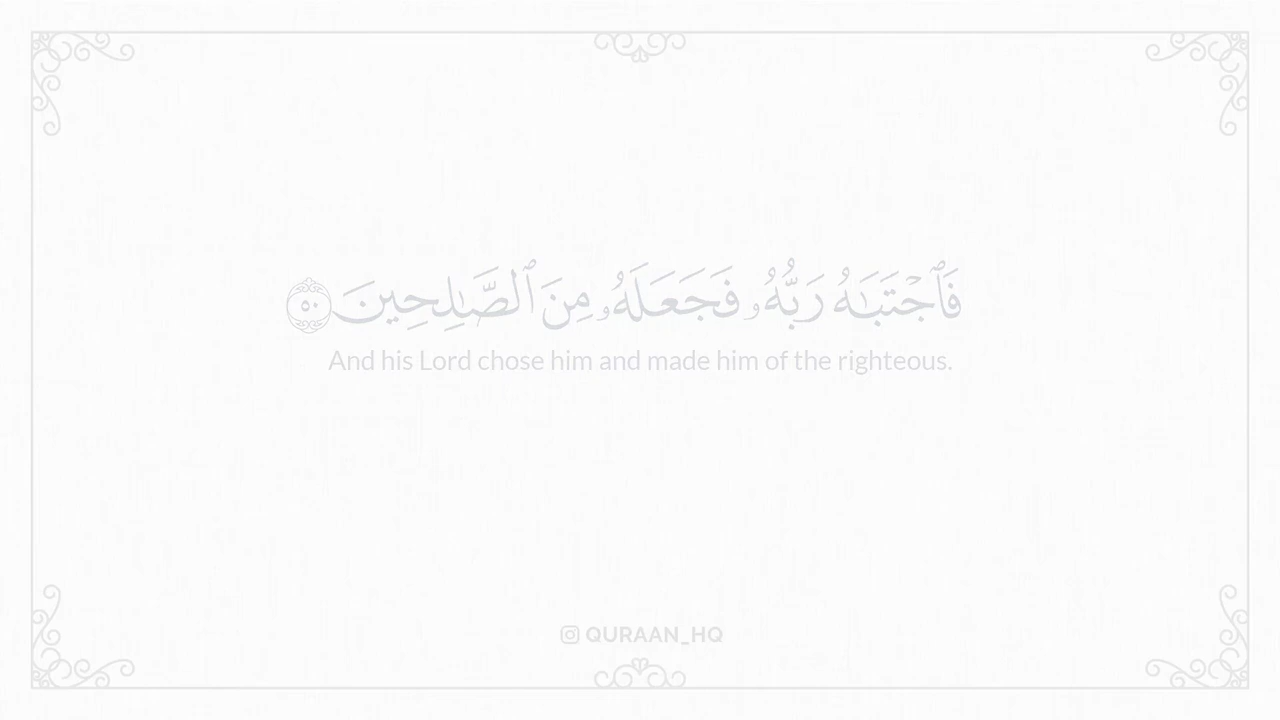 فَٱجْتَبَـٰهُ رَبُّهُۥ فَجَعَلَهُۥ مِنَ ٱلصَّـٰلِحِينَ ٥٠
And his Lord chose him and made him of the righteous.
QURAAN_HQ